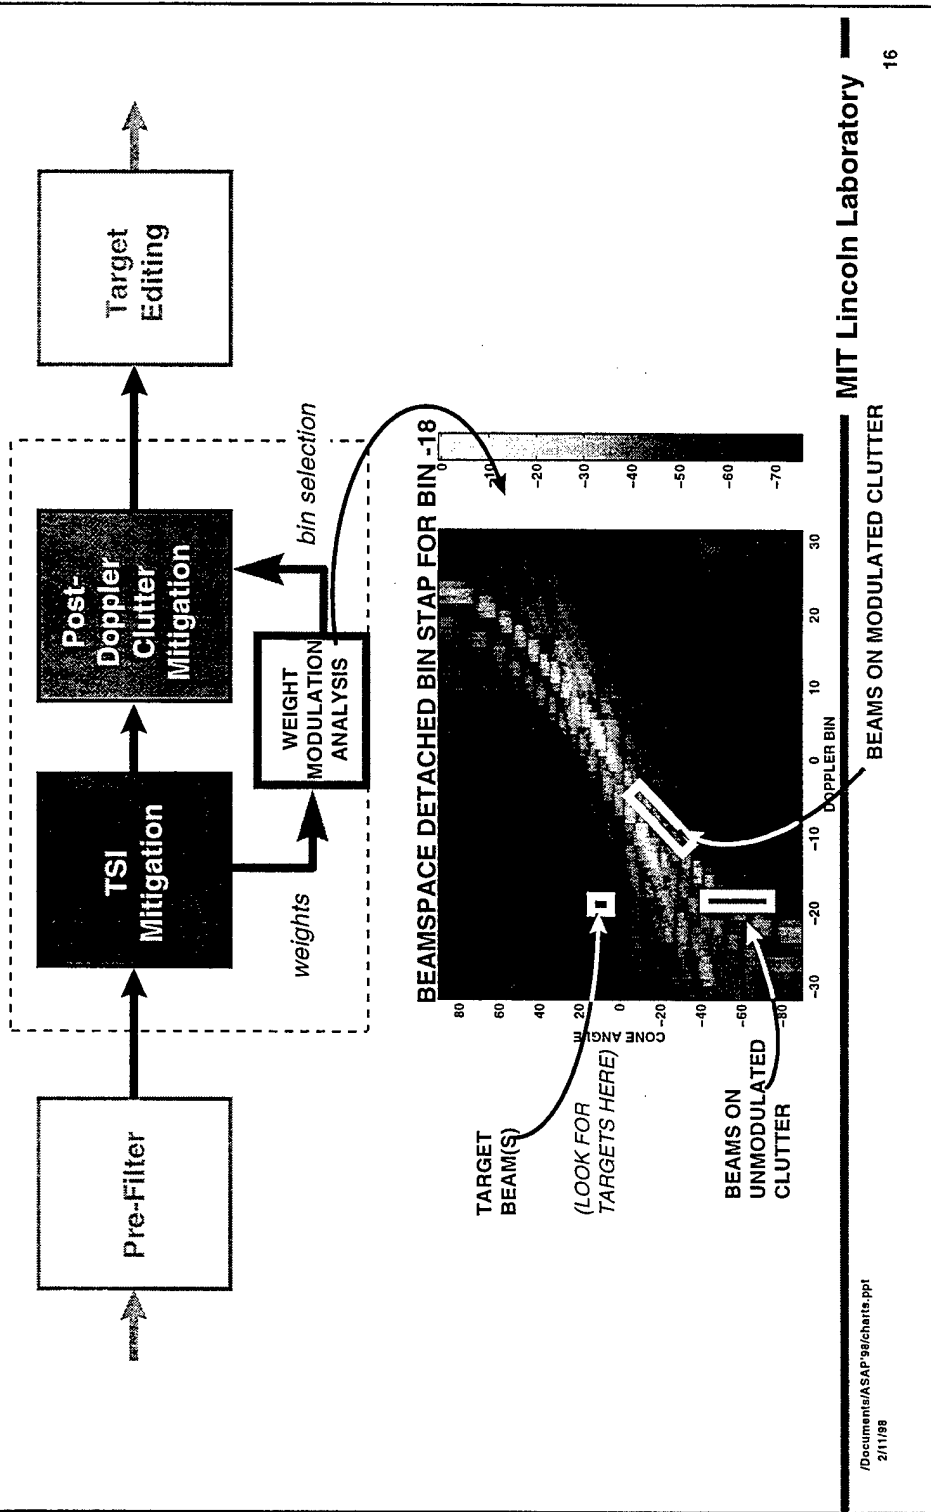 Pre-Filter
TSI
Mitigation
Post-
Doppler
Clutter
Mitigation
Target
Editing
weights
WEIGHT
MODULATION
ANALYSIS
bin selection
BEAMSPACE DETACHED BIN STAP FOR BIN -18
TARGET
BEAM(S)
(LOOK FOR
TARGETS HERE)
BEAMS ON
UNMODULATED
CLUTTER
CONE ANGLE
80
60
40
20
0
-20
-40
-60
-80
-30
-20
-10
0
10
20
30
DOPPLER BIN
0
-10
-20
-30
-40
-50
-60
-70
BEAMS ON MODULATED CLUTTER
MIT Lincoln Laboratory
/Documents/ASAP'98/charts.ppt
2/11/98
16